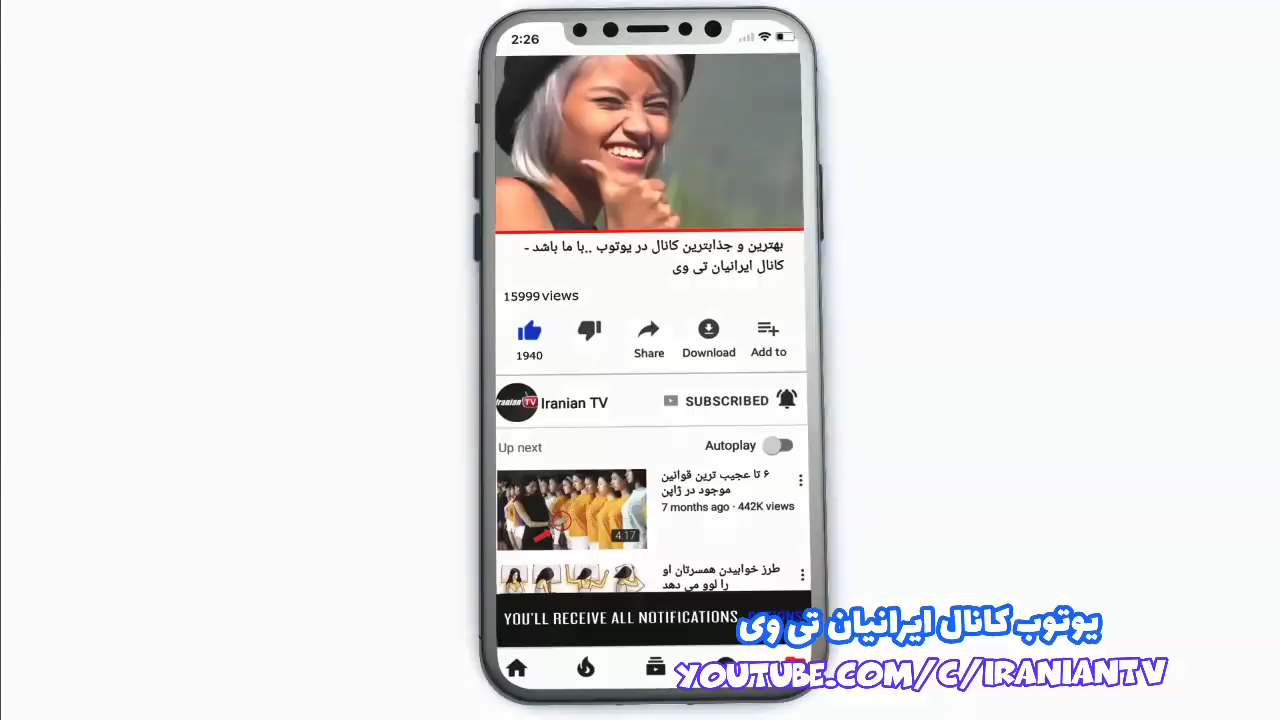 2:26
بهترین و جذابترین کانال در یوتوب ..با ما باشد -
کانال ایرانیان تی وی
15999 views
1940
Share
Download
Add to
Iranian TV
Iranian TV
SUBSCRIBED
Up next
Autoplay
۶ تا عجیب ترین قوانین
موجود در ژاپن
7 months ago · 442K views
4:17
طرز خوابیدن همسرتان او
را لوو می دهد
YOU'LL RECEIVE ALL NOTIFICATIONS.
یوتوب کانال ایرانیان تی وی
YOUTUBE.COM/C/IRANIANTV